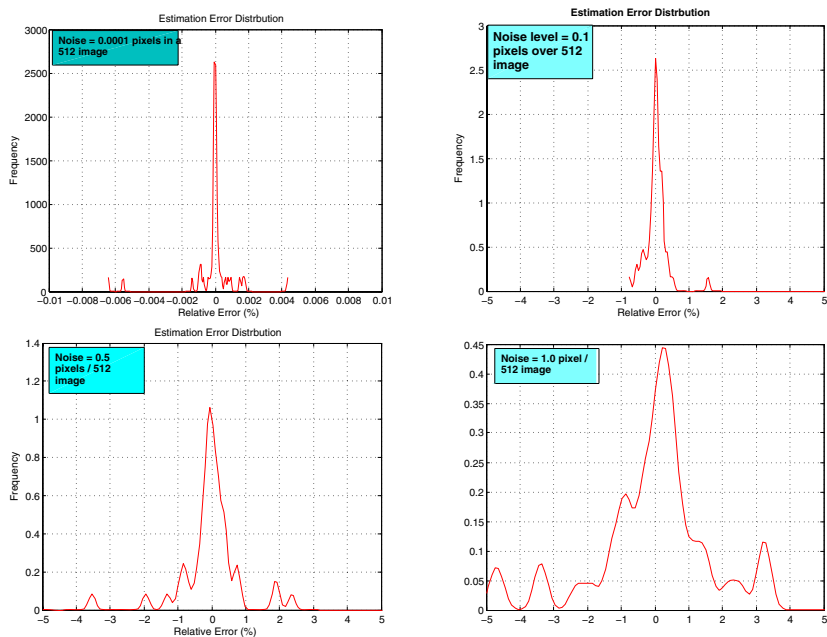 Estimation Error Distrbution
Noise = 0.0001 pixels in a
512 image
3000
2500
2000
1500
1000
500
0
Frequency
−0.01 −0.008 −0.006 −0.004 −0.002 0 0.002 0.004 0.006 0.008 0.01
Relative Error (%)
Estimation Error Distrbution
Noise level = 0.1
pixels over 512
image
3
2.5
2
1.5
1
0.5
0
Frequency
−5 −4 −3 −2 −1 0 1 2 3 4 5
Relative Error (%)
Estimation Error Distrbution
Noise = 0.5
pixels / 512
image
1.4
1.2
1
0.8
0.6
0.4
0.2
0
Frequency
−5 −4 −3 −2 −1 0 1 2 3 4 5
Relative Error (%)
Noise = 1.0 pixel /
512 image
0.45
0.4
0.35
0.3
0.25
0.2
0.15
0.1
0.05
0
−5 −4 −3 −2 −1 0 1 2 3 4 5